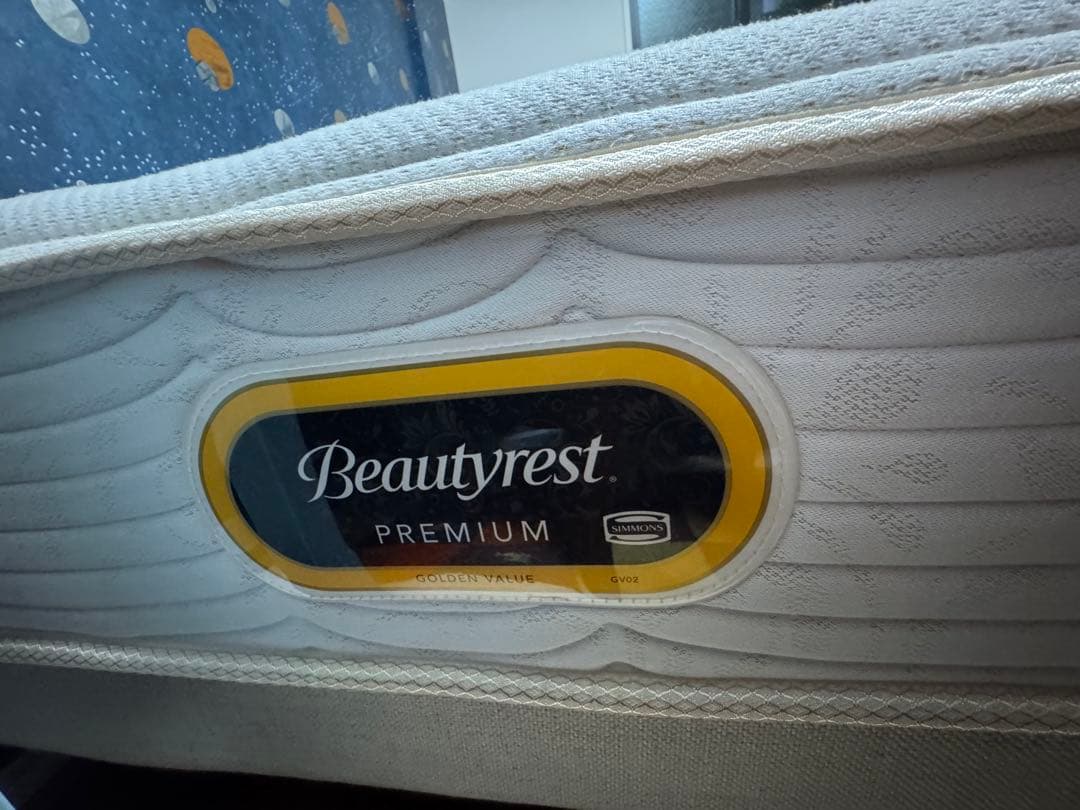 Beautyrest®
PREMIUM
SIMMONS
GOLDEN VALUE GV02